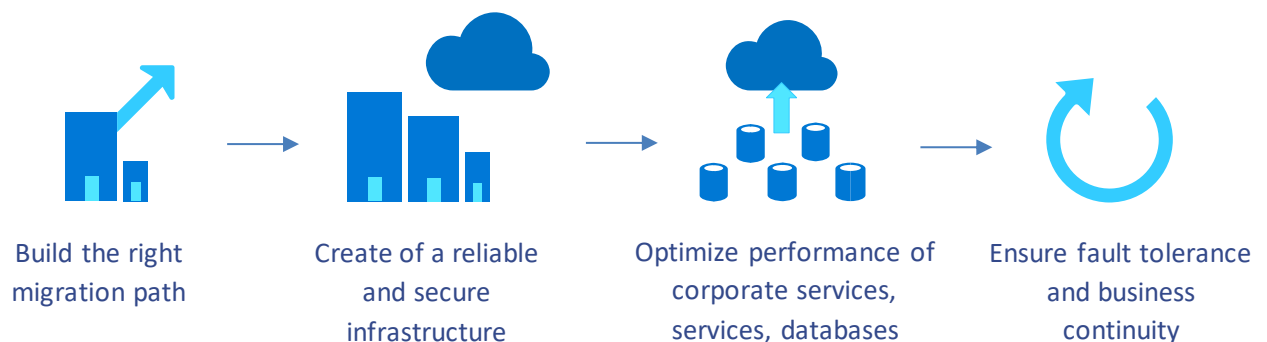 Build the right
migration path
Create of a reliable
and secure
infrastructure
Optimize performance of
corporate services,
services, databases
Ensure fault tolerance
and business
continuity